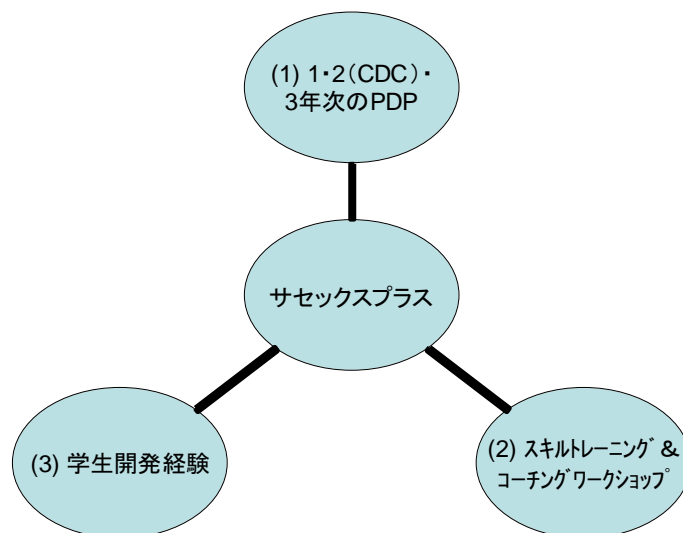 (1) 1・2(CDC)・
3年次のPDP
サセックスプラス
(3) 学生開発経験
(2) ｽｷﾙﾄﾚｰﾆﾝｸﾞ&
ｺｰﾁﾝｸﾞﾜｰｸｼｮｯﾌﾟ